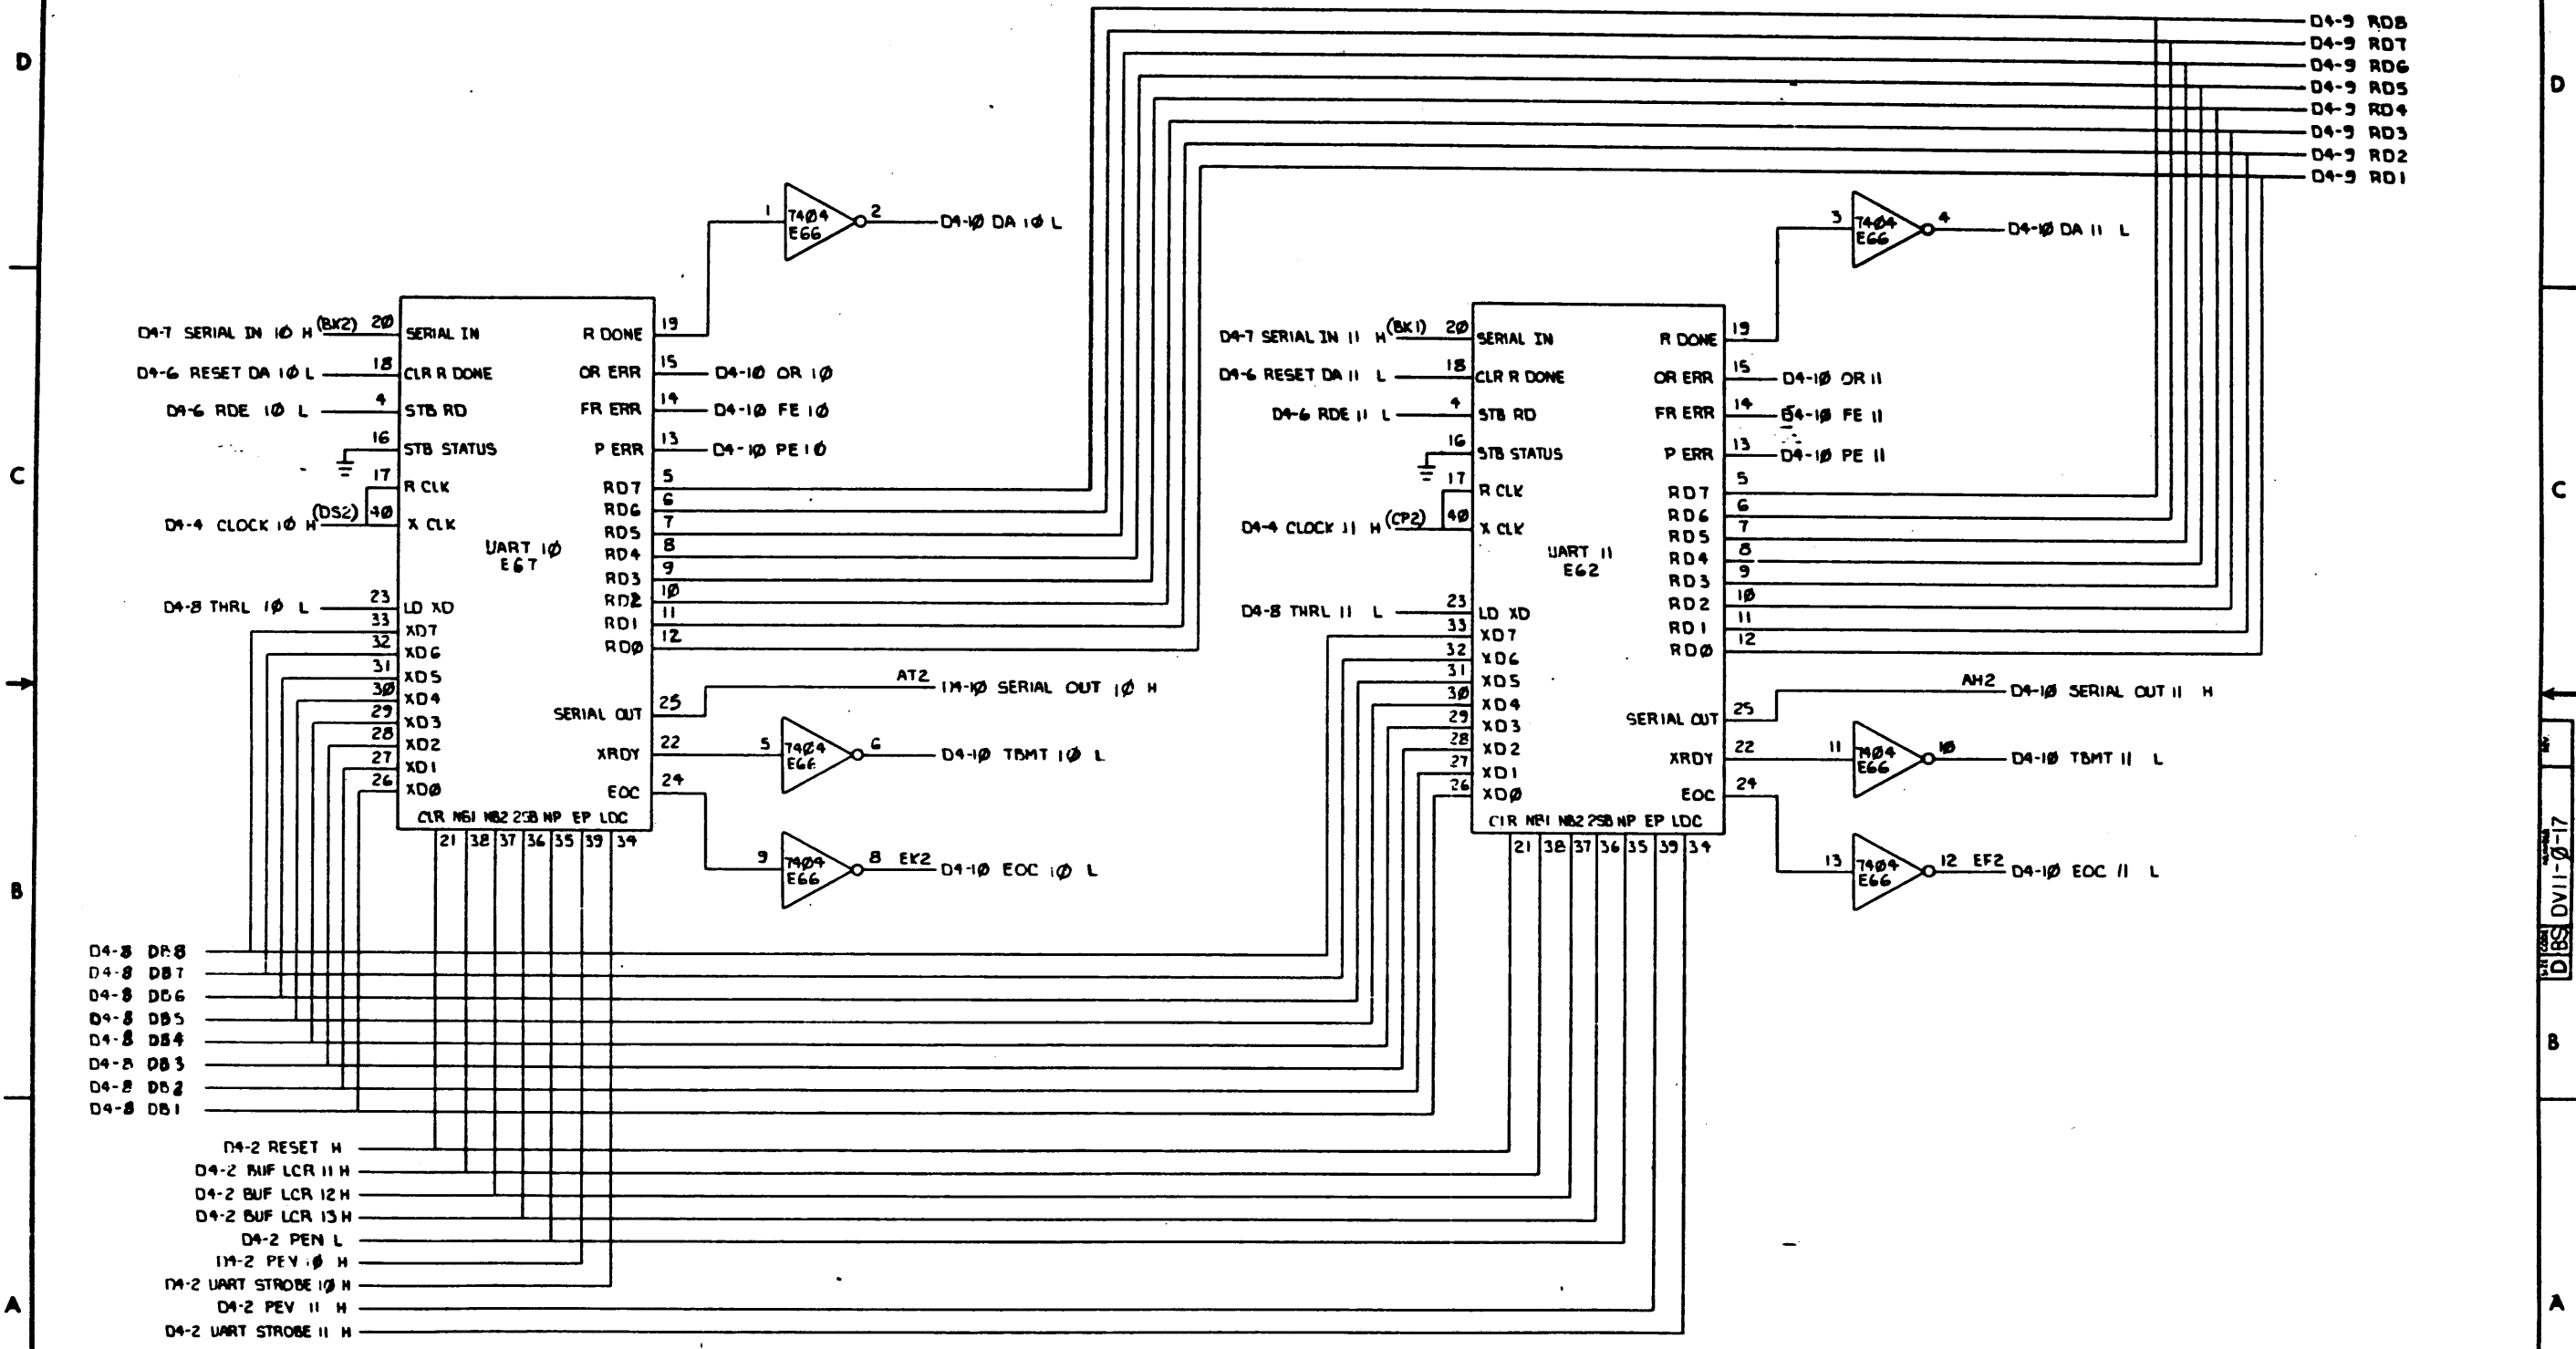 D
D
C
C
B
B
A
A
D4-9 RD8
D4-9 RD7
D4-9 RD6
D4-9 RD5
D4-9 RD4
D4-9 RD3
D4-9 RD2
D4-9 RD1
1 7404 E66 2 D4-1Ø DA 1Ø L
3 7404 E66 4 D4-1Ø DA 11 L
D4-7 SERIAL IN 1Ø H (BK2) 2Ø SERIAL IN
D4-6 RESET DA 1Ø L 18 CLR R DONE
D4-6 RDE 1Ø L 4 STB RD
16 STB STATUS
17 R CLK
D4-4 CLOCK 1Ø H (DS2) 4Ø X CLK
UART 1Ø
E67
D4-8 THRL 1Ø L 23 LD XD
33 XD7
32 XD6
31 XD5
3Ø XD4
29 XD3
28 XD2
27 XD1
26 XDØ
R DONE 19
OR ERR 15 D4-1Ø OR 1Ø
FR ERR 14 D4-1Ø FE 1Ø
P ERR 13 D4-1Ø PE 1Ø
RD7 5
RD6 6
RD5 7
RD4 8
RD3 9
RD2 1Ø
RD1 11
RDØ 12
SERIAL OUT 25 AT2 D4-1Ø SERIAL OUT 1Ø H
XRDY 22 5 7404 E66 6 D4-1Ø TBMT 1Ø L
EOC 24 9 7404 E66 8 EK2 D4-1Ø EOC 1Ø L
CLR NB1 NB2 2SB NP EP LDC
21 38 37 36 35 39 34
D4-7 SERIAL IN 11 H (BK1) 2Ø SERIAL IN
D4-6 RESET DA 11 L 18 CLR R DONE
D4-6 RDE 11 L 4 STB RD
16 STB STATUS
17 R CLK
D4-4 CLOCK 11 H (CP2) 4Ø X CLK
UART 11
E62
D4-8 THRL 11 L 23 LD XD
33 XD7
32 XD6
31 XD5
3Ø XD4
29 XD3
28 XD2
27 XD1
26 XDØ
R DONE 19
OR ERR 15 D4-1Ø OR 11
FR ERR 14 D4-1Ø FE 11
P ERR 13 D4-1Ø PE 11
RD7 5
RD6 6
RD5 7
RD4 8
RD3 9
RD2 1Ø
RD1 11
RDØ 12
SERIAL OUT 25 AH2 D4-1Ø SERIAL OUT 11 H
XRDY 22 11 7404 E66 1Ø D4-1Ø TBMT 11 L
EOC 24 13 7404 E66 12 EF2 D4-1Ø EOC 11 L
CLR NB1 NB2 2SB NP EP LDC
21 38 37 36 35 39 34
D4-8 DB8
D4-8 DB7
D4-8 DB6
D4-8 DB5
D4-8 DB4
D4-8 DB3
D4-8 DB2
D4-8 DB1
D4-2 RESET H
D4-2 BUF LCR 11 H
D4-2 BUF LCR 12 H
D4-2 BUF LCR 13 H
D4-2 PEN L
D4-2 PEV 1Ø H
D4-2 UART STROBE 1Ø H
D4-2 PEV 11 H
D4-2 UART STROBE 11 H
SIZE CODE NUMBER REV.
D BS DV11-Ø-17